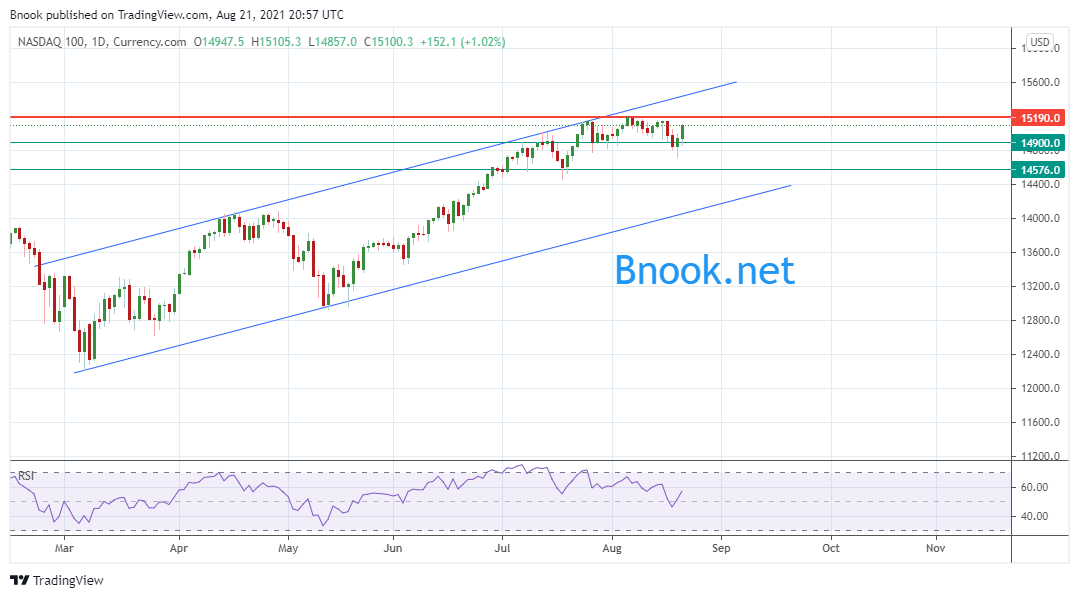 Bnook published on TradingView.com, Aug 21, 2021 20:57 UTC
NASDAQ 100, 1D, Currency.com O14947.5 H15105.3 L14857.0 C15100.3 +152.1 (+1.02%)
USD
15600.0
15190.0
14900.0
14576.0
14400.0
14000.0
13600.0
Bnook.net
13200.0
12800.0
12400.0
12000.0
11600.0
11200.0
RSI
60.00
40.00
Mar Apr May Jun Jul Aug Sep Oct Nov
TradingView